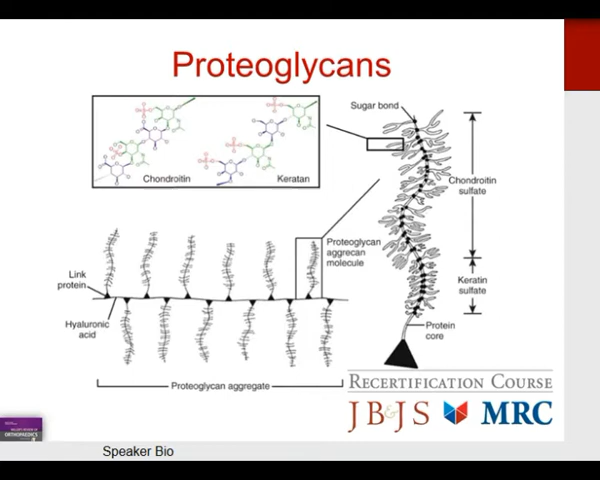 Proteoglycans
Chondroitin
Keratan
Sugar bond
Chondroitin
sulfate
Keratin
sulfate
Protein
core
Proteoglycan
aggrecan
molecule
Link
protein
Hyaluronic
acid
Proteoglycan aggregate
RECERTIFICATION COURSE
JB&JS MRC
ORTHOPAEDICS
Speaker Bio